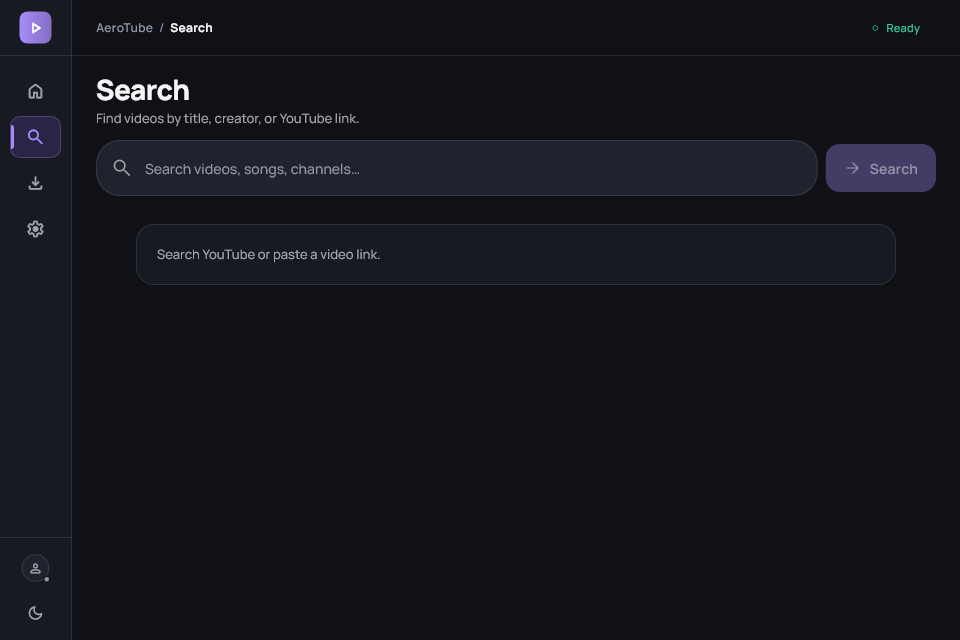 AeroTube / Search
Ready
Search
Find videos by title, creator, or YouTube link.
Search videos, songs, channels…
Search
Search YouTube or paste a video link.